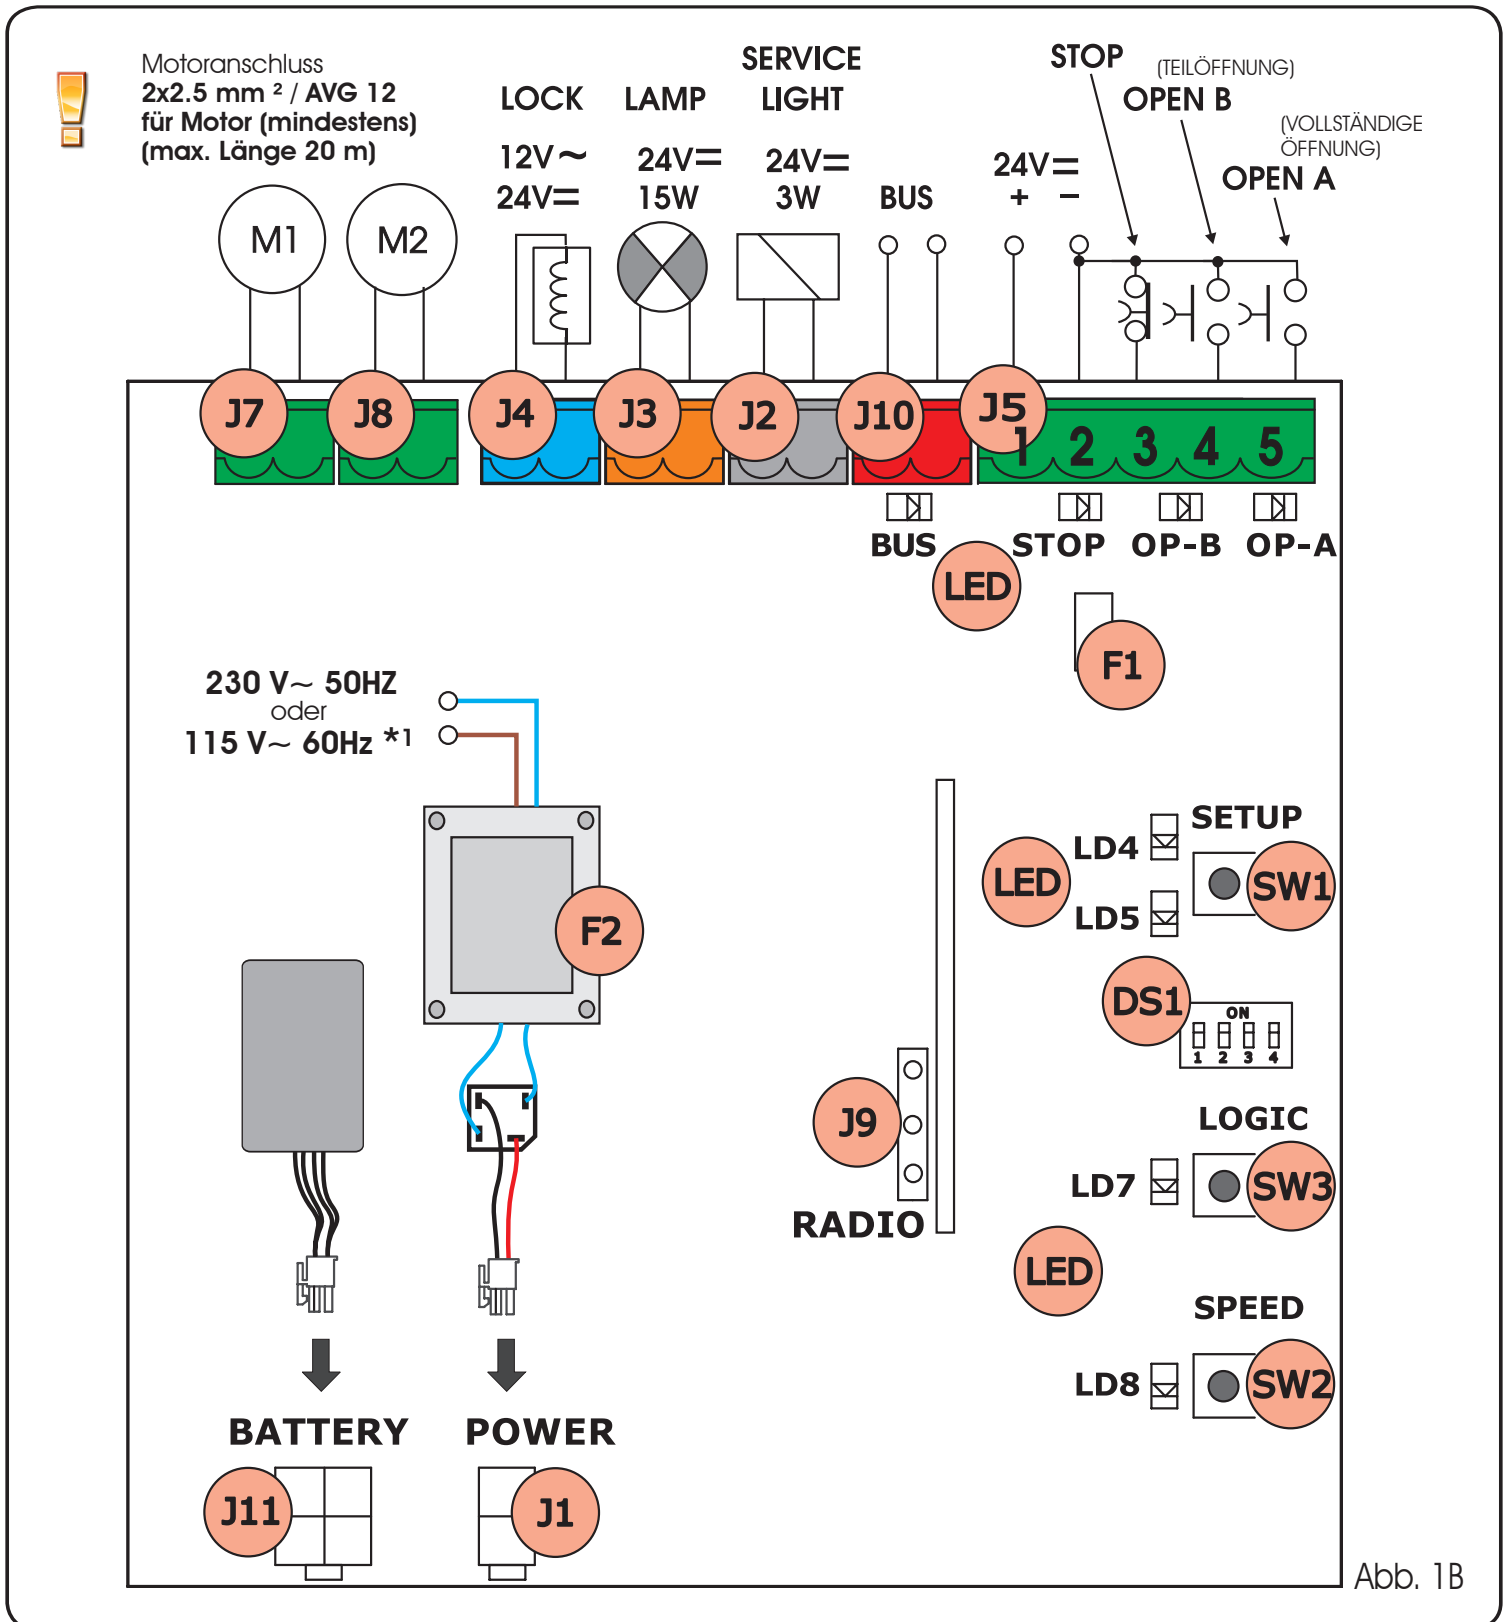 Motoranschluss
2x2.5 mm ² / AVG 12
für Motor (mindestens)
(max. Länge 20 m)
LOCK
12V~
24V=
LAMP
24V=
15W
SERVICE
LIGHT
24V=
3W
BUS
24V=
+ −
STOP
(TEILÖFFNUNG)
OPEN B
(VOLLSTÄNDIGE
ÖFFNUNG)
OPEN A
M1 M2
J7 J8 J4 J3 J2 J10 J5
1 2 3 4 5
BUS STOP OP-B OP-A
LED
F1
230 V~ 50HZ
oder
115 V~ 60Hz *1
F2
SETUP
LD4
LED
SW1
LD5
DS1
ON
1 2 3 4
J9
RADIO
LOGIC
LD7
SW3
LED
SPEED
LD8
SW2
BATTERY
POWER
J11
J1
Abb. 1B